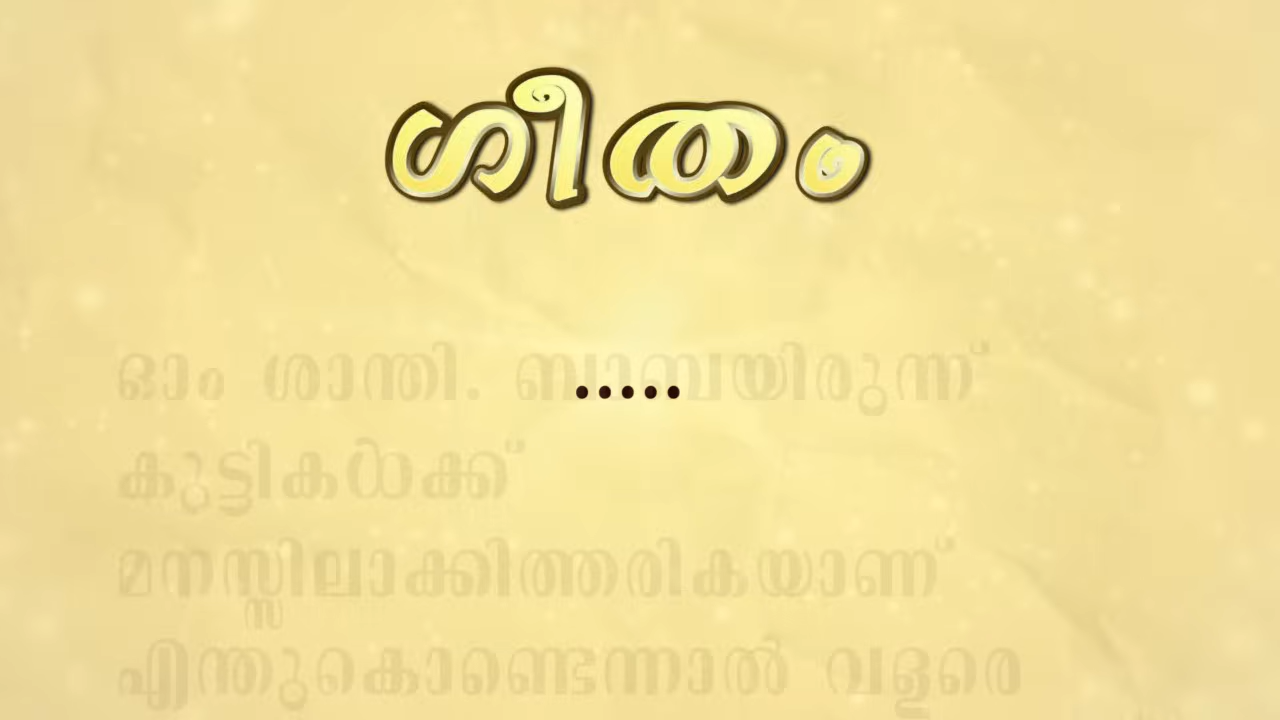 ഗീതം
.....
ഓം ശാന്തി. ബാബയിരുന്ന്
കുട്ടികൾക്ക്
മനസ്സിലാക്കിത്തരികയാണ്
എന്തുകൊണ്ടെന്നാൽ വളരെ